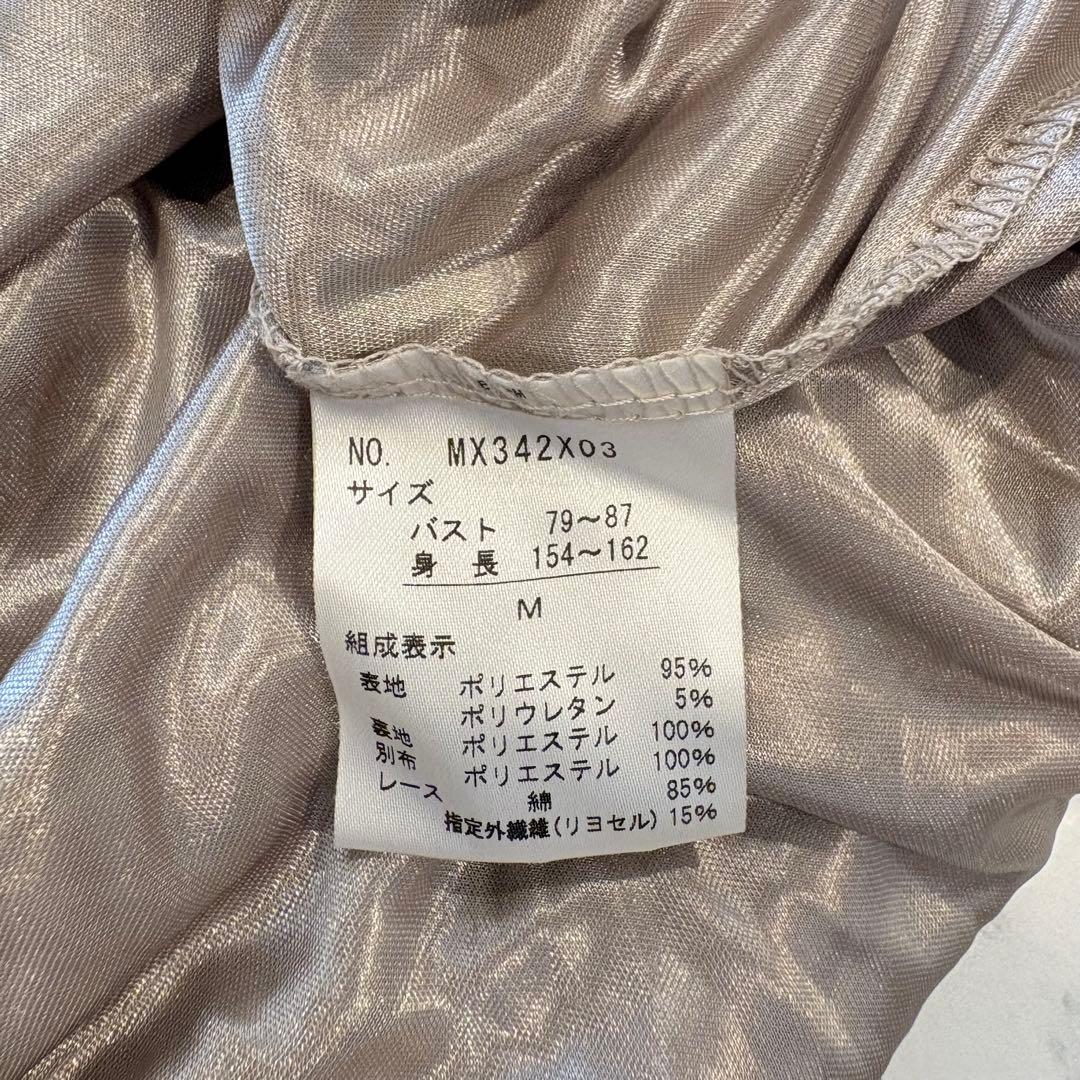 NO. MX342X03
サイズ
バスト 79〜87
身長 154〜162
M
組成表示
表地 ポリエステル 95%
ポリウレタン 5%
裏地 ポリエステル 100%
別布 ポリエステル 100%
レース 綿 85%
指定外繊維(リヨセル) 15%